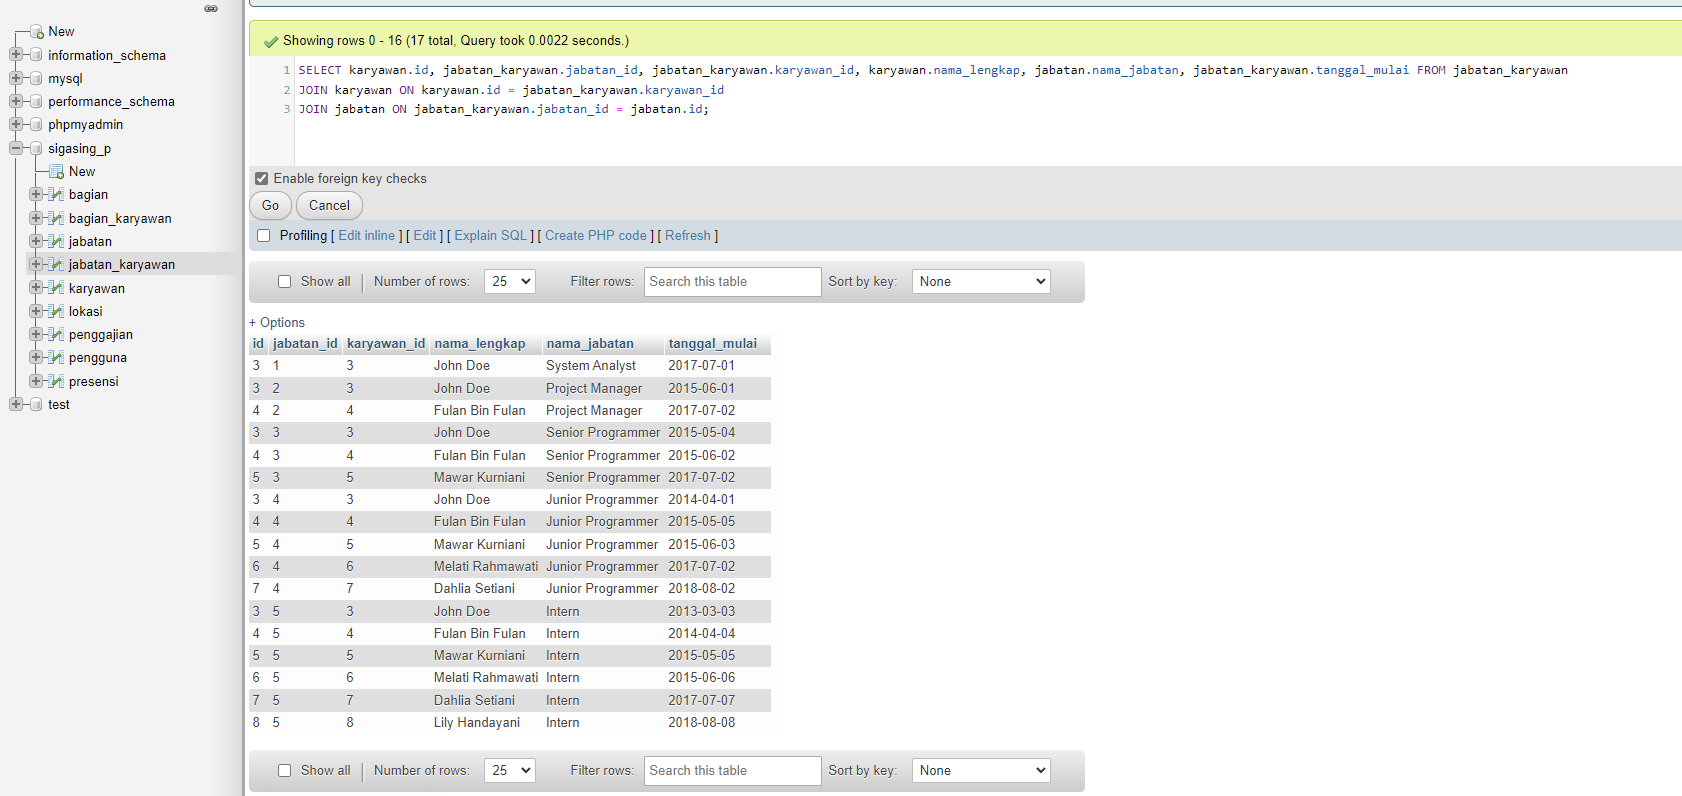 New
information_schema
mysql
performance_schema
phpmyadmin
sigasing_p
New
bagian
bagian_karyawan
jabatan
jabatan_karyawan
karyawan
lokasi
penggajian
pengguna
presensi
test
Showing rows 0 - 16 (17 total, Query took 0.0022 seconds.)
1 SELECT karyawan.id, jabatan_karyawan.jabatan_id, jabatan_karyawan.karyawan_id, karyawan.nama_lengkap, jabatan.nama_jabatan, jabatan_karyawan.tanggal_mulai FROM jabatan_karyawan
2 JOIN karyawan ON karyawan.id = jabatan_karyawan.karyawan_id
3 JOIN jabatan ON jabatan_karyawan.jabatan_id = jabatan.id;
Enable foreign key checks
Go Cancel
Profiling [ Edit inline ] [ Edit ] [ Explain SQL ] [ Create PHP code ] [ Refresh ]
Show all | Number of rows: 25 Filter rows: Search this table Sort by key: None
+ Options
id jabatan_id karyawan_id nama_lengkap nama_jabatan tanggal_mulai
3 1 3 John Doe System Analyst 2017-07-01
3 2 3 John Doe Project Manager 2015-06-01
4 2 4 Fulan Bin Fulan Project Manager 2017-07-02
3 3 3 John Doe Senior Programmer 2015-05-04
4 3 4 Fulan Bin Fulan Senior Programmer 2015-06-02
5 3 5 Mawar Kurniani Senior Programmer 2017-07-02
3 4 3 John Doe Junior Programmer 2014-04-01
4 4 4 Fulan Bin Fulan Junior Programmer 2015-05-05
5 4 5 Mawar Kurniani Junior Programmer 2015-06-03
6 4 6 Melati Rahmawati Junior Programmer 2017-07-02
7 4 7 Dahlia Setiani Junior Programmer 2018-08-02
3 5 3 John Doe Intern 2013-03-03
4 5 4 Fulan Bin Fulan Intern 2014-04-04
5 5 5 Mawar Kurniani Intern 2015-05-05
6 5 6 Melati Rahmawati Intern 2015-06-06
7 5 7 Dahlia Setiani Intern 2017-07-07
8 5 8 Lily Handayani Intern 2018-08-08
Show all | Number of rows: 25 Filter rows: Search this table Sort by key: None